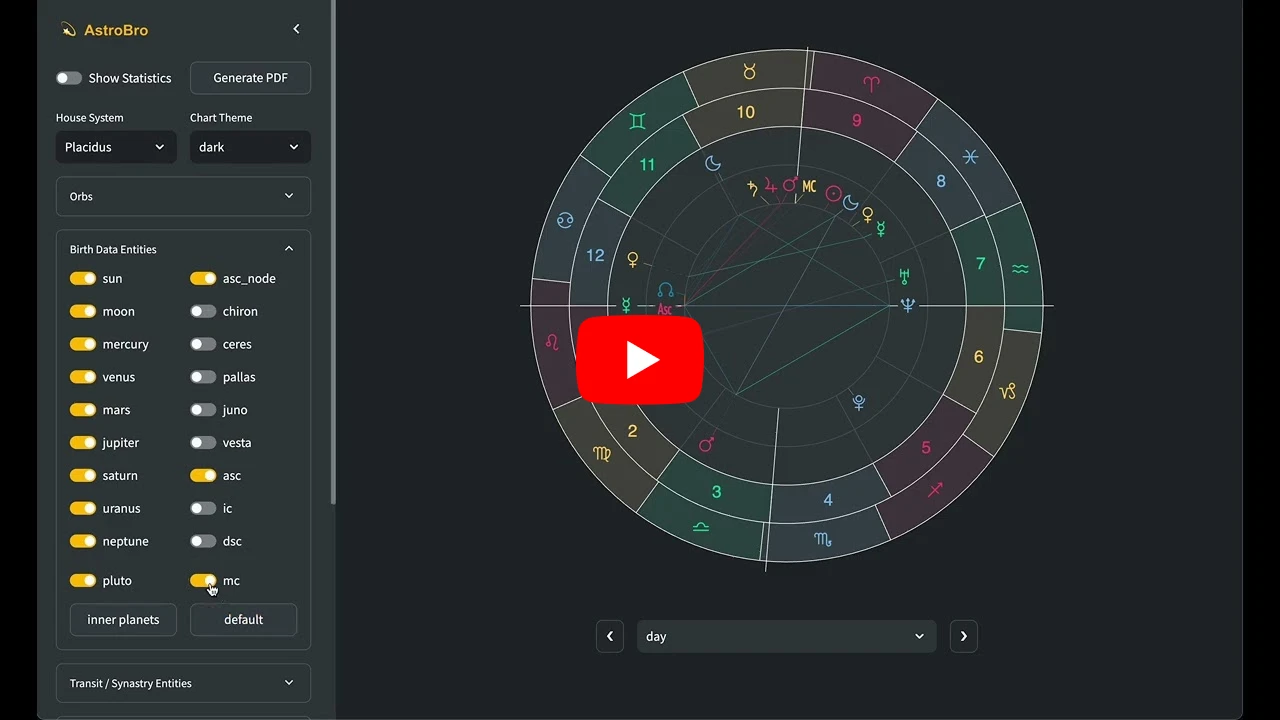 AstroBro
Show Statistics
Generate PDF
House System
Chart Theme
Placidus
dark
Orbs
Birth Data Entities
sun
asc_node
moon
chiron
mercury
ceres
venus
pallas
mars
juno
jupiter
vesta
saturn
asc
uranus
ic
neptune
dsc
pluto
mc
inner planets
default
Transit / Synastry Entities
♉
♈
♊
♓
♋
♒
♌
♑
♍
♐
♎
♏
10
9
11
8
12
7
6
2
5
3
4
MC
Asc
day